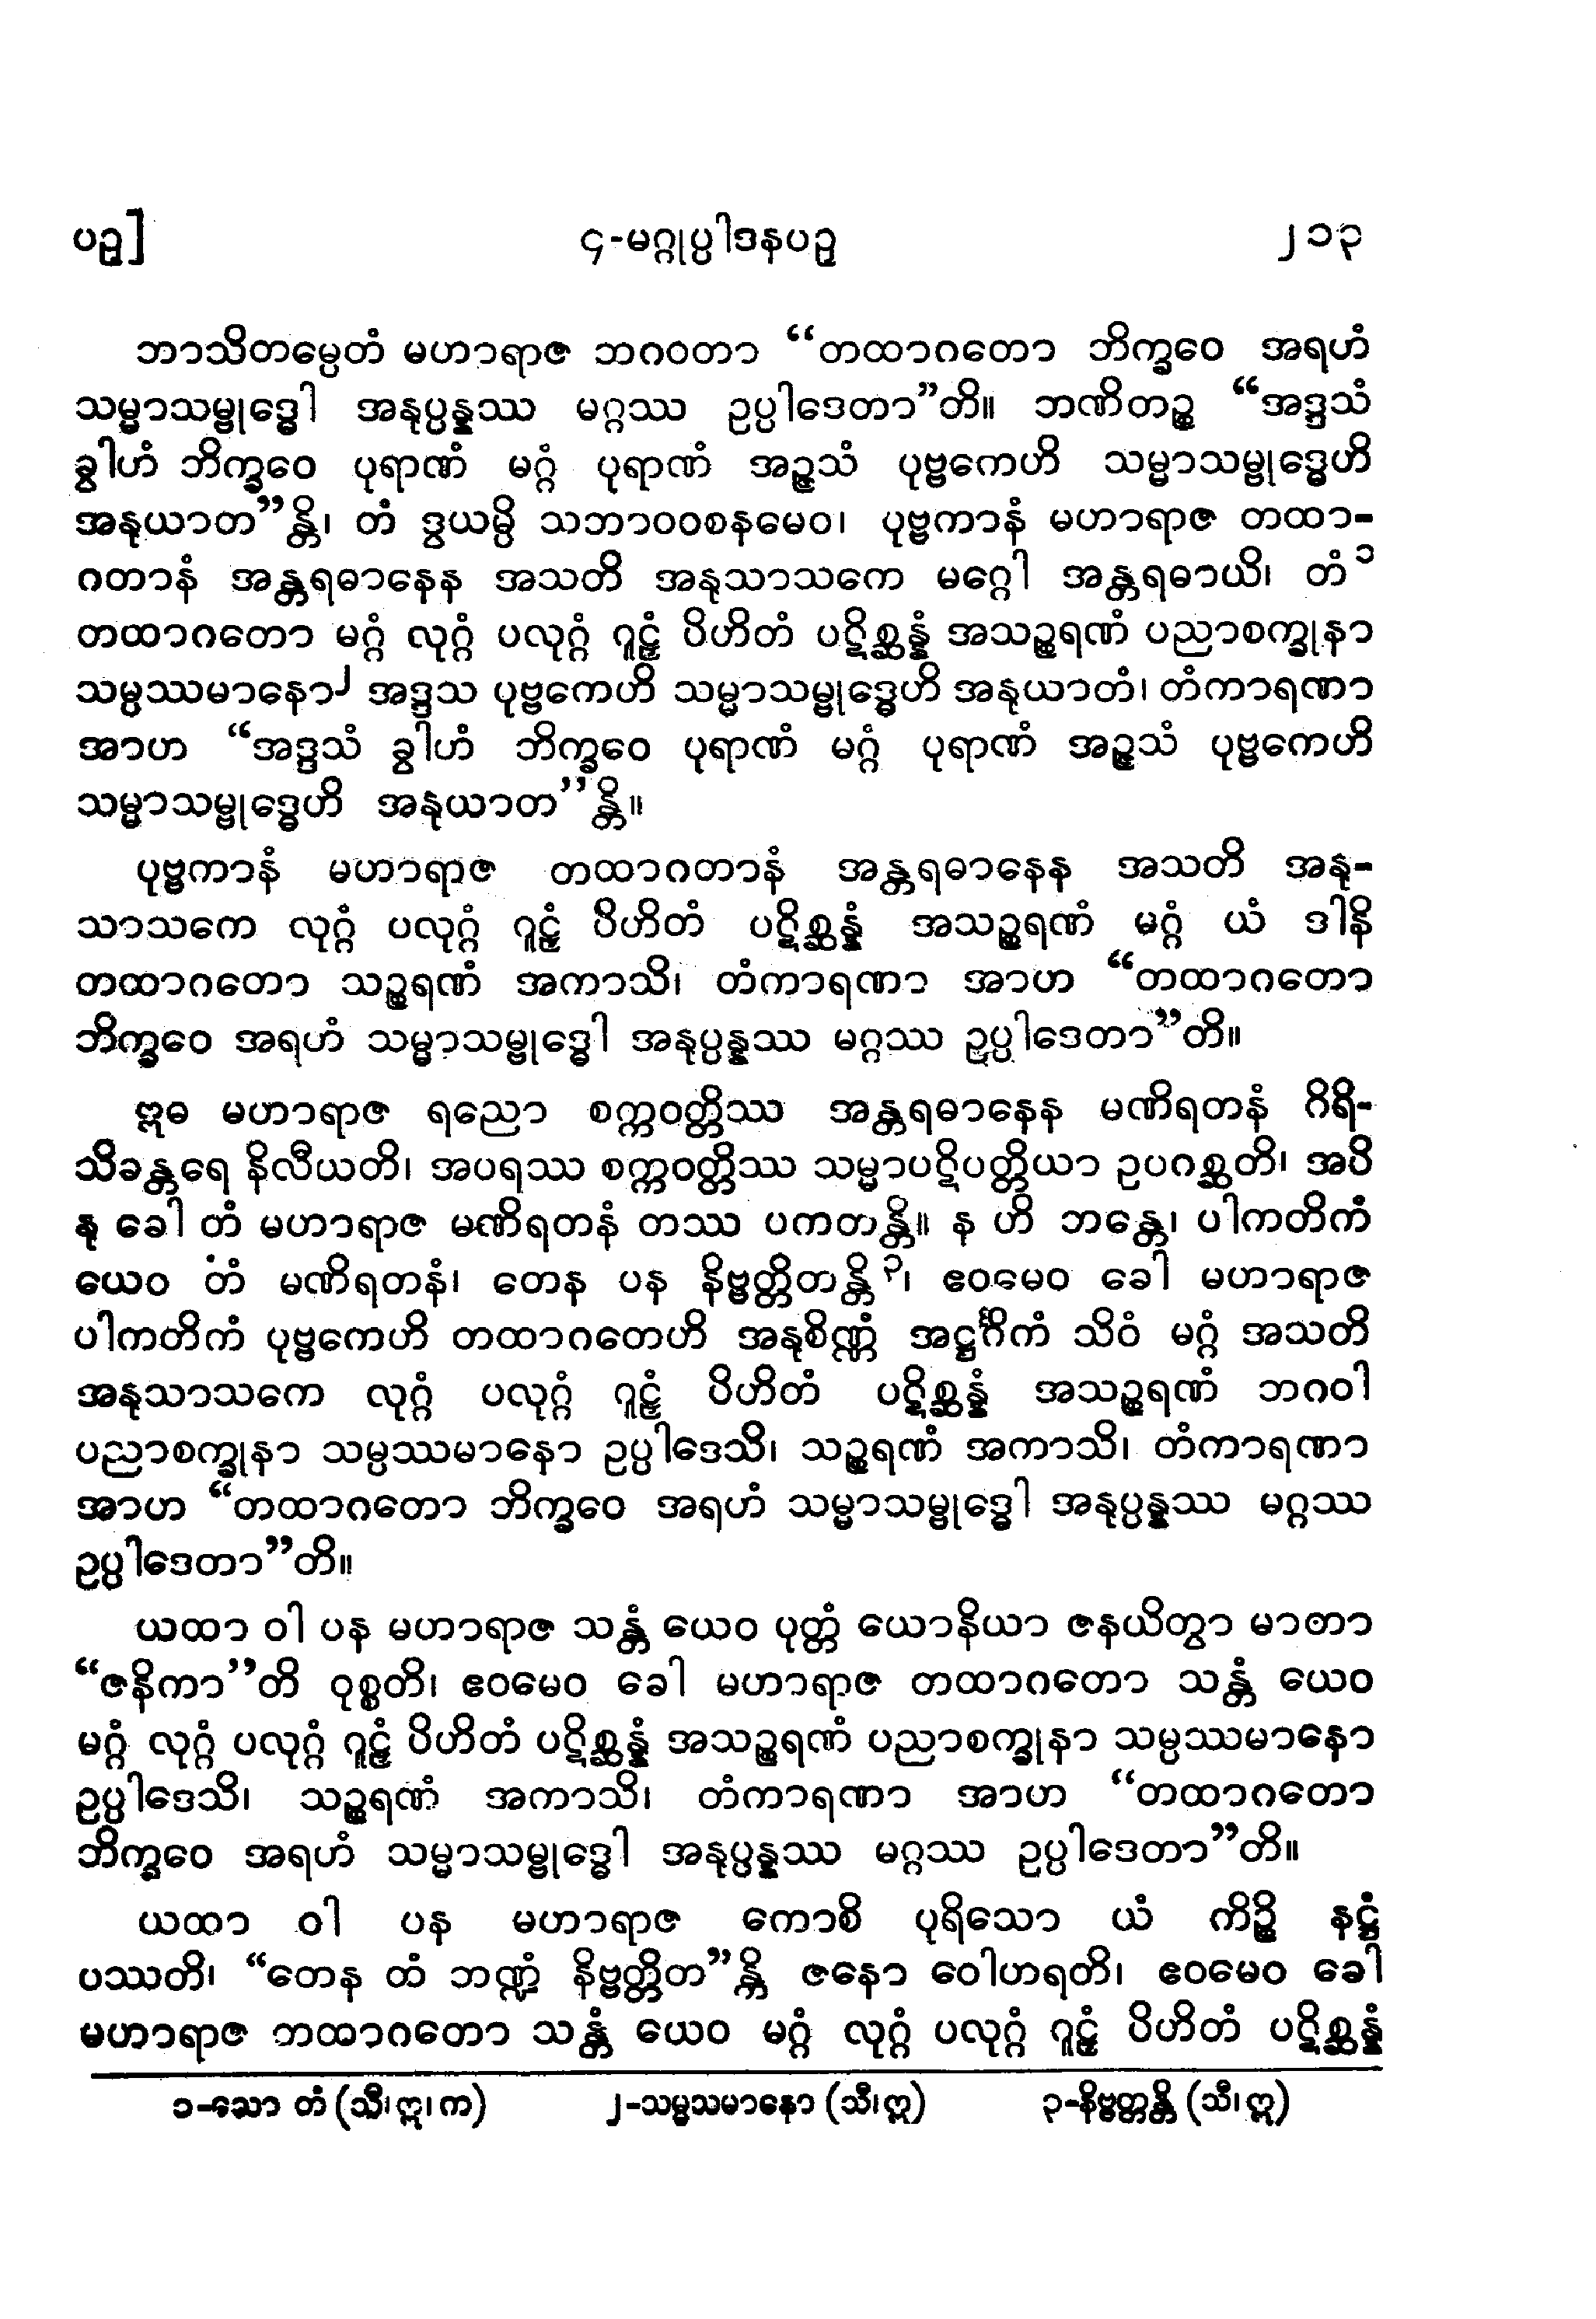 ပဉှ]
၄-မဂ္ဂုပ္ပါဒနပဉှ
၂၁၃
ဘာသိတမ္ပေတံ မဟာရာဇ ဘဂဝတာ “တထာဂတော ဘိက္ခဝေ အရဟံ
သမ္မာသမ္ဗုဒ္ဓေါ အနုပ္ပန္နဿ မဂ္ဂဿ ဥပ္ပါဒေတာ”တိ။ ဘဏိတဉ္စ “အဒ္ဒသံ
ခွါဟံ ဘိက္ခဝေ ပုရာဏံ မဂ္ဂံ ပုရာဏံ အဉ္ဇသံ ပုဗ္ဗကေဟိ သမ္မာသမ္ဗုဒ္ဓေဟိ
အနုယာတ”န္တိ၊ တံ ဒွယမ္ပိ သဘာဝဝစနမေဝ၊ ပုဗ္ဗကာနံ မဟာရာဇ တထာ-
ဂတာနံ အန္တရဓာနေန အသတိ အနုသာသကေ မဂ္ဂေါ အန္တရဓာယိ၊ တံ၁
တထာဂတော မဂ္ဂံ လုဂ္ဂံ ပလုဂ္ဂံ ဂူဠှံ ပိဟိတံ ပဋိစ္ဆန္နံ အသဉ္စရဏံ ပညာစက္ခုနာ
သမ္ပဿမာနော၂ အဒ္ဒသ ပုဗ္ဗကေဟိ သမ္မာသမ္ဗုဒ္ဓေဟိ အနုယာတံ၊ တံကာရဏာ
အာဟ “အဒ္ဒသံ ခွါဟံ ဘိက္ခဝေ ပုရာဏံ မဂ္ဂံ ပုရာဏံ အဉ္ဇသံ ပုဗ္ဗကေဟိ
သမ္မာသမ္ဗုဒ္ဓေဟိ အနုယာတ”န္တိ။
ပုဗ္ဗကာနံ မဟာရာဇ တထာဂတာနံ အန္တရဓာနေန အသတိ အနု-
သာသကေ လုဂ္ဂံ ပလုဂ္ဂံ ဂူဠှံ ပိဟိတံ ပဋိစ္ဆန္နံ အသဉ္စရဏံ မဂ္ဂံ ယံ ဒါနိ
တထာဂတော သဉ္စရဏံ အကာသိ၊ တံကာရဏာ အာဟ “တထာဂတော
ဘိက္ခဝေ အရဟံ သမ္မာသမ္ဗုဒ္ဓေါ အနုပ္ပန္နဿ မဂ္ဂဿ ဥပ္ပါဒေတာ”တိ။
ဣဓ မဟာရာဇ ရညော စက္ကဝတ္တိဿ အန္တရဓာနေန မဏိရတနံ ဂိရိ-
သိခန္တရေ နိလီယတိ၊ အပရဿ စက္ကဝတ္တိဿ သမ္မာပဋိပတ္တိယာ ဥပဂစ္ဆတိ၊ အပိ
နု ခေါ တံ မဟာရာဇ မဏိရတနံ တဿ ပကတန္တိ။ န ဟိ ဘန္တေ၊ ပါကတိကံ
ယေဝ တံ မဏိရတနံ၊ တေန ပန နိဗ္ဗတ္တိတန္တိ၃၊ ဧဝမေဝ ခေါ မဟာရာဇ
ပါကတိကံ ပုဗ္ဗကေဟိ တထာဂတေဟိ အနုစိဏ္ဏံ အဋ္ဌင်္ဂိကံ သိဝံ မဂ္ဂံ အသတိ
အနုသာသကေ လုဂ္ဂံ ပလုဂ္ဂံ ဂူဠှံ ပိဟိတံ ပဋိစ္ဆန္နံ အသဉ္စရဏံ ဘဂဝါ
ပညာစက္ခုနာ သမ္ပဿမာနော ဥပ္ပါဒေသိ၊ သဉ္စရဏံ အကာသိ၊ တံကာရဏာ
အာဟ “တထာဂတော ဘိက္ခဝေ အရဟံ သမ္မာသမ္ဗုဒ္ဓေါ အနုပ္ပန္နဿ မဂ္ဂဿ
ဥပ္ပါဒေတာ”တိ။
ယထာ ဝါ ပန မဟာရာဇ သန္တံ ယေဝ ပုတ္တံ ယောနိယာ ဇနယိတွာ မာတာ
“ဇနိကာ”တိ ဝုစ္စတိ၊ ဧဝမေဝ ခေါ မဟာရာဇ တထာဂတော သန္တံ ယေဝ
မဂ္ဂံ လုဂ္ဂံ ပလုဂ္ဂံ ဂူဠှံ ပိဟိတံ ပဋိစ္ဆန္နံ အသဉ္စရဏံ ပညာစက္ခုနာ သမ္ပဿမာနော
ဥပ္ပါဒေသိ၊ သဉ္စရဏံ အကာသိ၊ တံကာရဏာ အာဟ “တထာဂတော
ဘိက္ခဝေ အရဟံ သမ္မာသမ္ဗုဒ္ဓေါ အနုပ္ပန္နဿ မဂ္ဂဿ ဥပ္ပါဒေတာ”တိ။
ယထာ ဝါ ပန မဟာရာဇ ကောစိ ပုရိသော ယံ ကိဉ္စိ နဋ္ဌံ
ပဿတိ၊ “တေန တံ ဘဏ္ဍံ နိဗ္ဗတ္တိတ”န္တိ ဇနော ဝေါဟရတိ၊ ဧဝမေဝ ခေါ
မဟာရာဇ တထာဂတော သန္တံ ယေဝ မဂ္ဂံ လုဂ္ဂံ ပလုဂ္ဂံ ဂူဠှံ ပိဟိတံ ပဋိစ္ဆန္နံ
၁-သော တံ (သီ၊ဣ၊က)
၂-သမ္မသမာနော (သီ၊ဣ)
၃-နိဗ္ဗတ္တန္တိ (သီ၊ဣ)